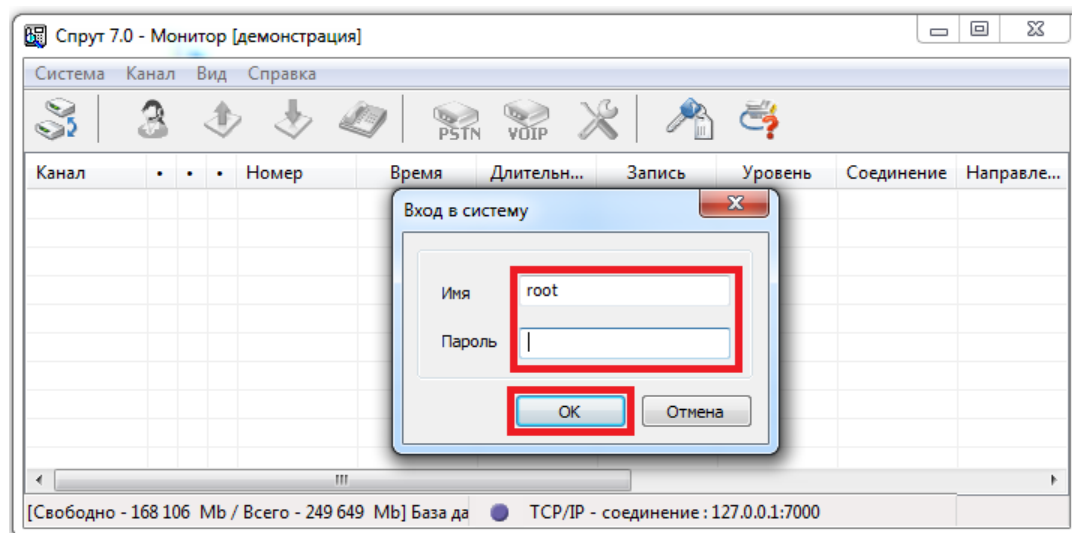 Спрут 7.0 - Монитор [демонстрация]
Система Канал Вид Справка
PSTN VOIP
Канал • • • Номер Время Длительн... Запись Уровень Соединение Направле...
Вход в систему
Имя root
Пароль
OK Отмена
[Свободно - 168 106 Mb / Всего - 249 649 Mb] База да TCP/IP - соединение : 127.0.0.1:7000